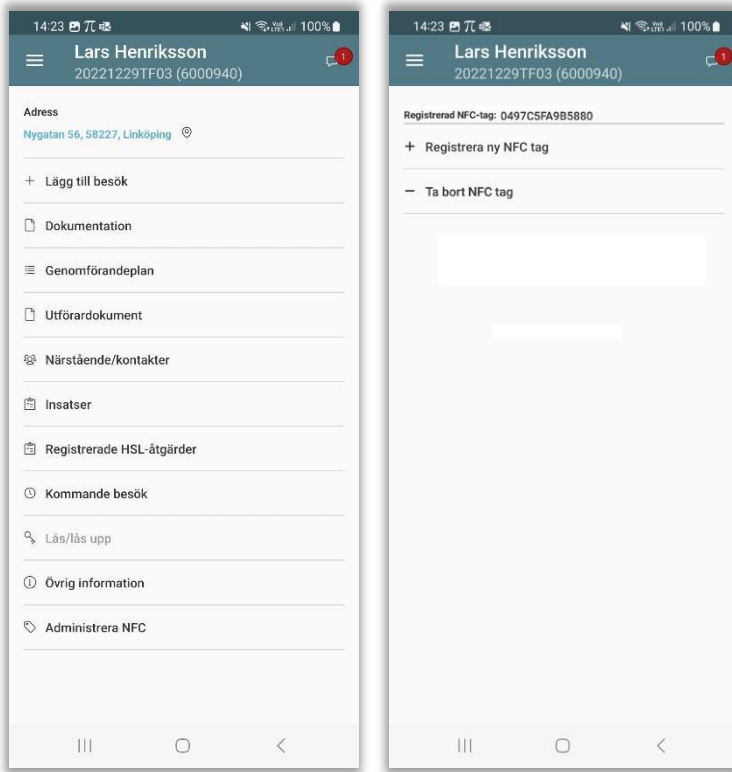 14:23 100%
Lars Henriksson
20221229TF03 (6000940)
1
Adress
Nygatan 56, 58227, Linköping
+ Lägg till besök
Dokumentation
Genomförandeplan
Utförardokument
Närstående/kontakter
Insatser
Registrerade HSL-åtgärder
Kommande besök
Lås/lås upp
Övrig information
Administrera NFC
14:23 100%
Lars Henriksson
20221229TF03 (6000940)
1
Registrerad NFC-tag: 0497C5FA9B5880
+ Registrera ny NFC tag
− Ta bort NFC tag